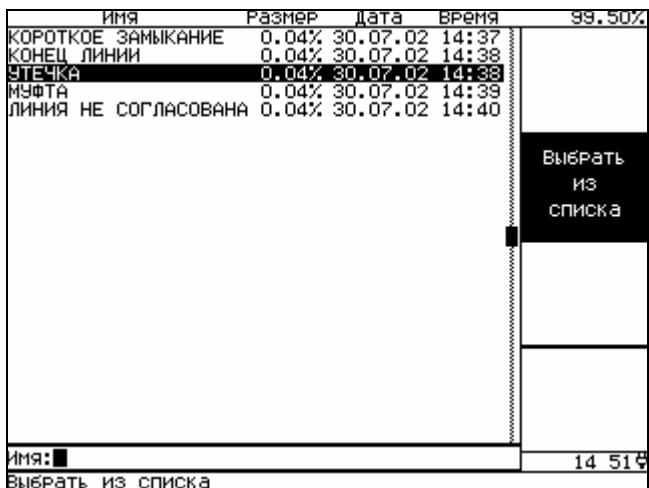 Имя Размер Дата Время 99.50%
КОРОТКОЕ ЗАМЫКАНИЕ 0.04% 30.07.02 14:37
КОНЕЦ ЛИНИИ 0.04% 30.07.02 14:38
УТЕЧКА 0.04% 30.07.02 14:38
МУФТА 0.04% 30.07.02 14:39
ЛИНИЯ НЕ СОГЛАСОВАНА 0.04% 30.07.02 14:40
Выбрать
из
списка
Имя:
14 51
Выбрать из списка